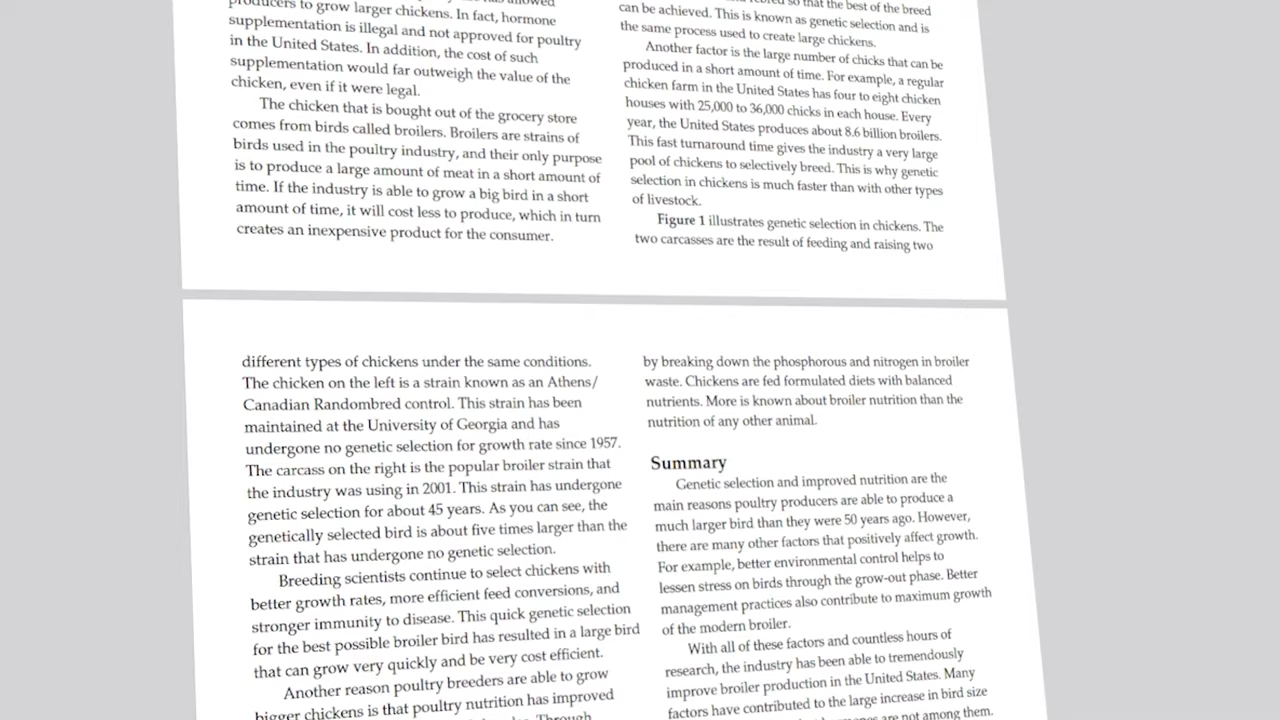 producers to grow larger chickens. In fact, hormone
supplementation is illegal and not approved for poultry
in the United States. In addition, the cost of such
supplementation would far outweigh the value of the
chicken, even if it were legal.
The chicken that is bought out of the grocery store
comes from birds called broilers. Broilers are strains of
birds used in the poultry industry, and their only purpose
is to produce a large amount of meat in a short amount of
time. If the industry is able to grow a big bird in a short
amount of time, it will cost less to produce, which in turn
creates an inexpensive product for the consumer.
so that the best of the breed
can be achieved. This is known as genetic selection and is
the same process used to create large chickens.
Another factor is the large number of chicks that can be
produced in a short amount of time. For example, a regular
chicken farm in the United States has four to eight chicken
houses with 25,000 to 36,000 chicks in each house. Every
year, the United States produces about 8.6 billion broilers.
This fast turnaround time gives the industry a very large
pool of chickens to selectively breed. This is why genetic
selection in chickens is much faster than with other types
of livestock.
Figure 1 illustrates genetic selection in chickens. The
two carcasses are the result of feeding and raising two
different types of chickens under the same conditions.
The chicken on the left is a strain known as an Athens/
Canadian Randombred control. This strain has been
maintained at the University of Georgia and has
undergone no genetic selection for growth rate since 1957.
The carcass on the right is the popular broiler strain that
the industry was using in 2001. This strain has undergone
genetic selection for about 45 years. As you can see, the
genetically selected bird is about five times larger than the
strain that has undergone no genetic selection.
Breeding scientists continue to select chickens with
better growth rates, more efficient feed conversions, and
stronger immunity to disease. This quick genetic selection
for the best possible broiler bird has resulted in a large bird
that can grow very quickly and be very cost efficient.
Another reason poultry breeders are able to grow
bigger chickens is that poultry nutrition has improved
Through
by breaking down the phosphorous and nitrogen in broiler
waste. Chickens are fed formulated diets with balanced
nutrients. More is known about broiler nutrition than the
nutrition of any other animal.
Summary
Genetic selection and improved nutrition are the
main reasons poultry producers are able to produce a
much larger bird than they were 50 years ago. However,
there are many other factors that positively affect growth.
For example, better environmental control helps to
lessen stress on birds through the grow-out phase. Better
management practices also contribute to maximum growth
of the modern broiler.
With all of these factors and countless hours of
research, the industry has been able to tremendously
improve broiler production in the United States. Many
factors have contributed to the large increase in bird size
are not among them.